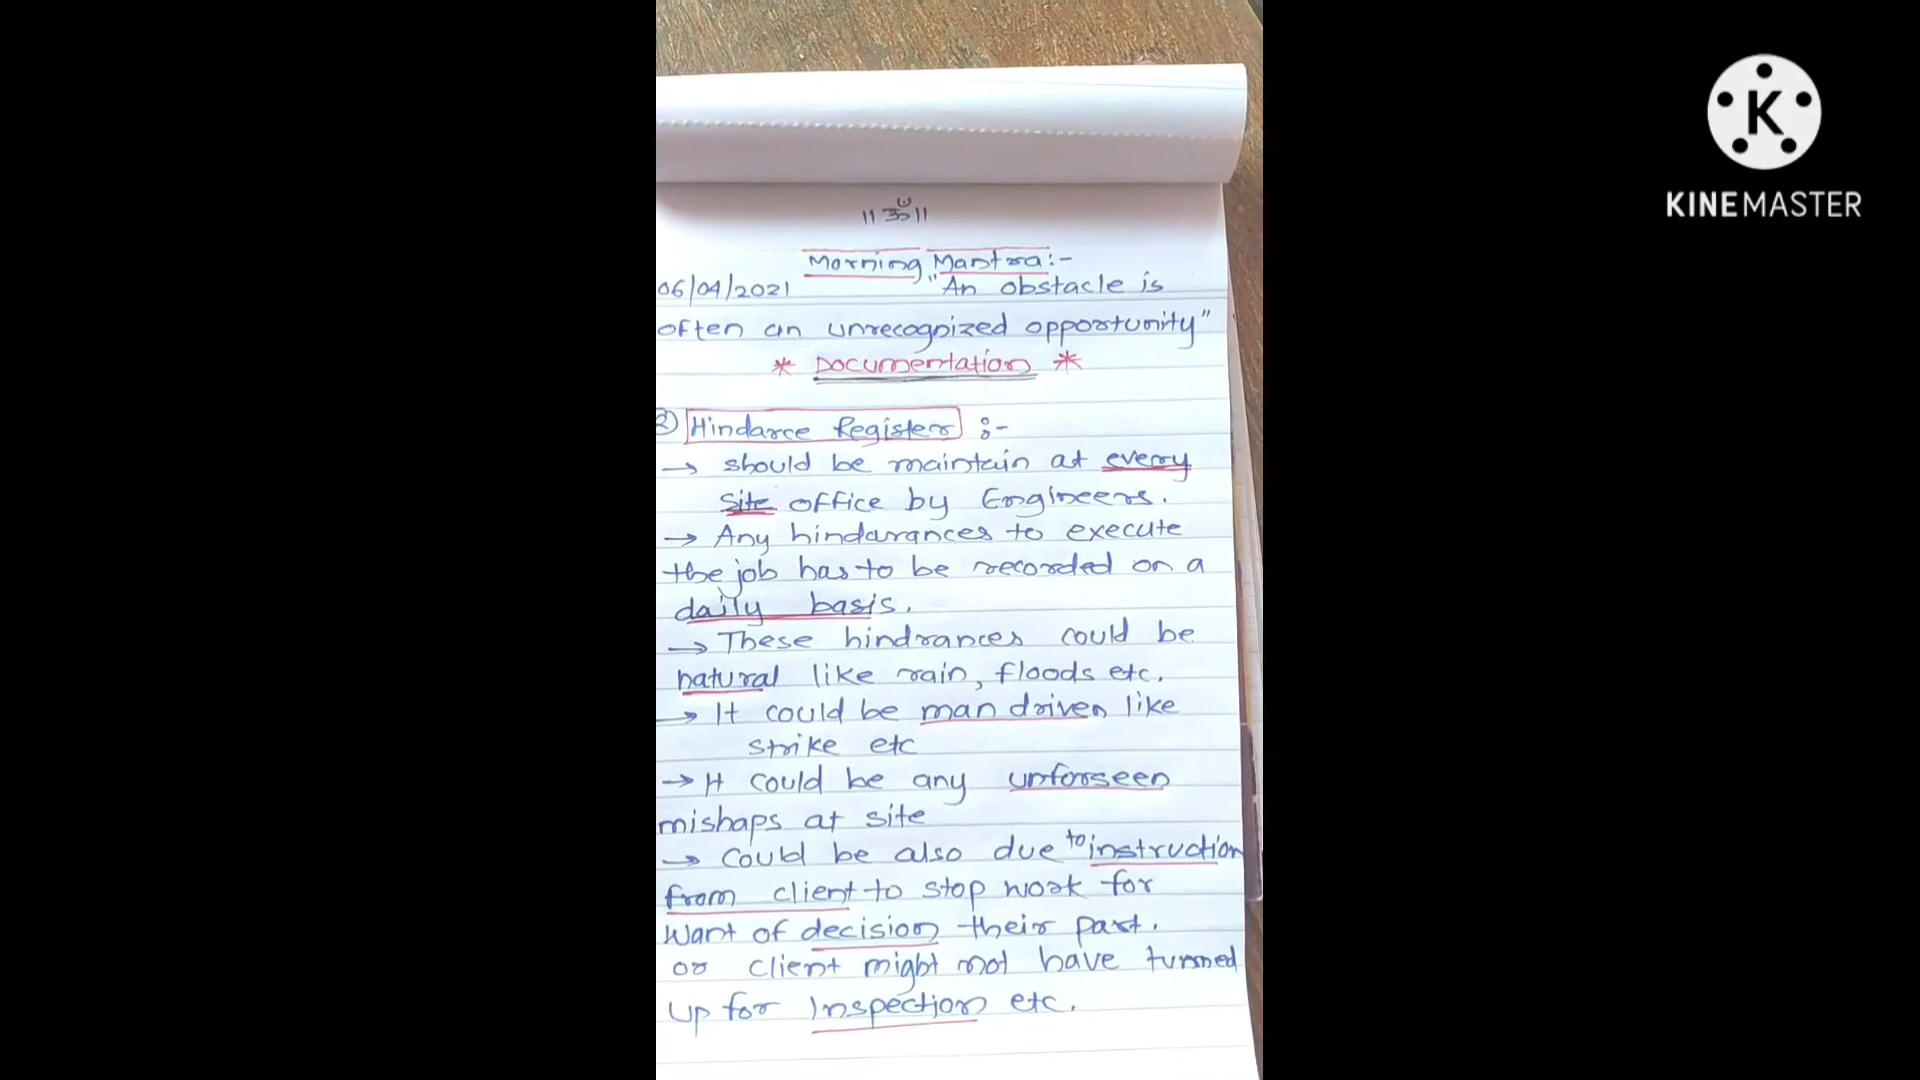 ॥ ॐ ॥
Morning Mantra:-
06/04/2021 "An obstacle is
often an unrecognized opportunity"
* Documentation *
2) Hindarce Register :-
→ should be maintain at every
site office by Engineers.
→ Any hindarances to execute
the job has to be recorded on a
daily basis.
→ These hindrances could be
natural like rain, floods etc.
→ It could be man driven like
strike etc
→ It could be any unforseen
mishaps at site
→ Could be also due to instruction
from client to stop work for
want of decision their part.
or client might not have turned
up for Inspection etc.
K
KINEMASTER